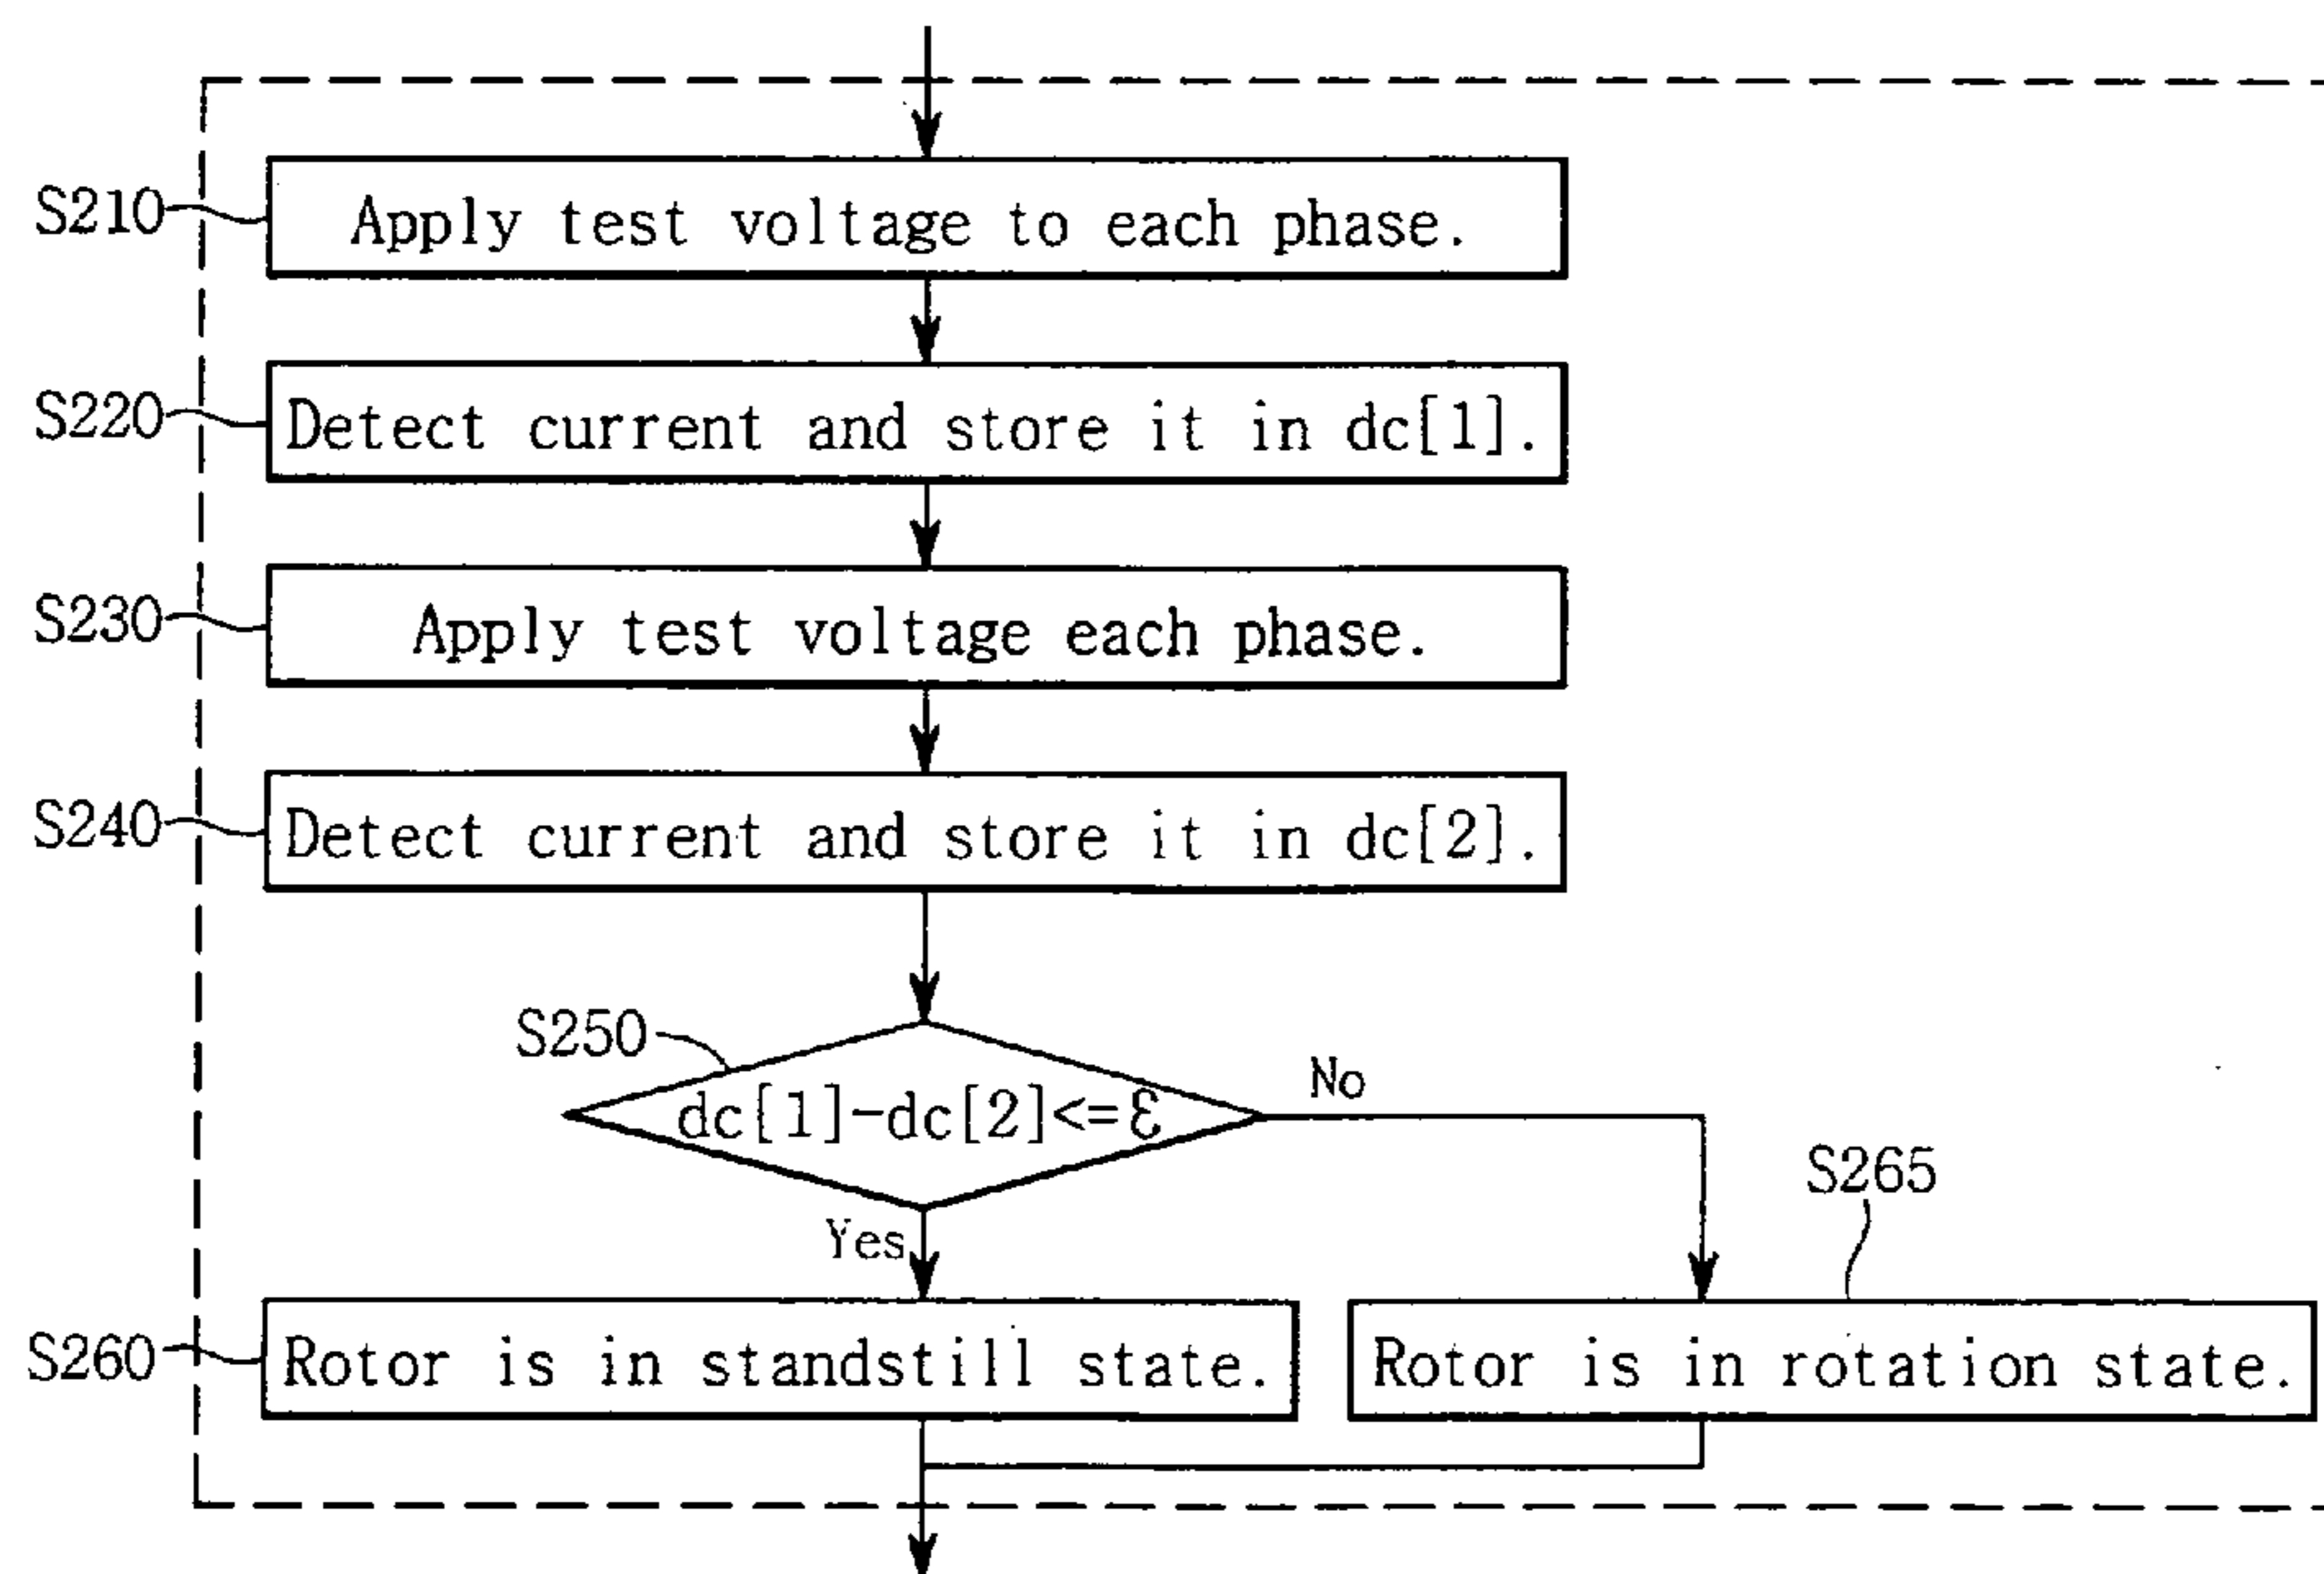 S210
Apply test voltage to each phase.
S220
Detect current and store it in dc[1].
S230
Apply test voltage each phase.
S240
Detect current and store it in dc[2].
S250
dc[1]-dc[2]<=ε
No
Yes
S265
S260
Rotor is in standstill state.
Rotor is in rotation state.